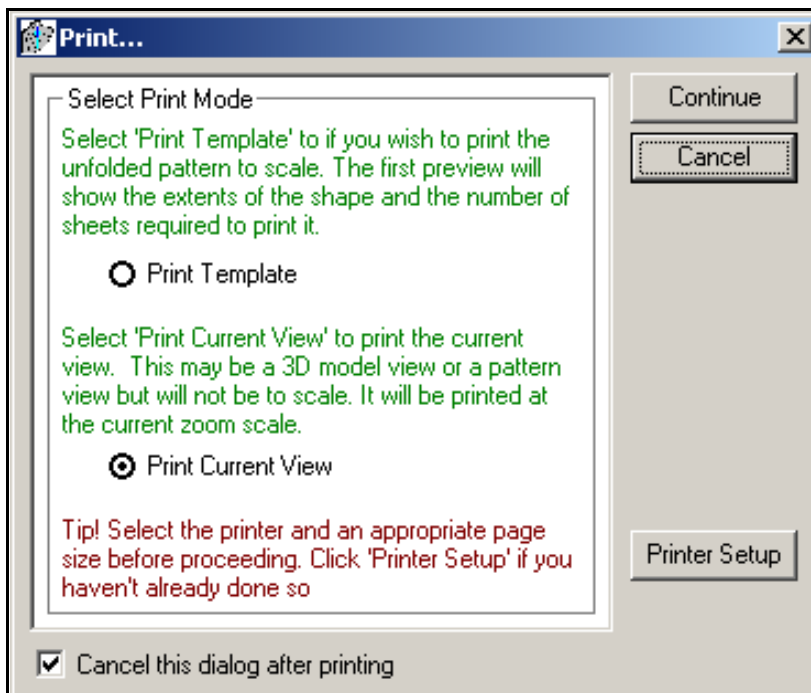 Print...
Select Print Mode
Continue
Select 'Print Template' to if you wish to print the
unfolded pattern to scale. The first preview will
show the extents of the shape and the number of
sheets required to print it.
Cancel
Print Template
Select 'Print Current View' to print the current
view.  This may be a 3D model view or a pattern
view but will not be to scale. It will be printed at
the current zoom scale.
Print Current View
Tip! Select the printer and an appropriate page
size before proceeding. Click 'Printer Setup' if you
haven't already done so
Printer Setup
Cancel this dialog after printing